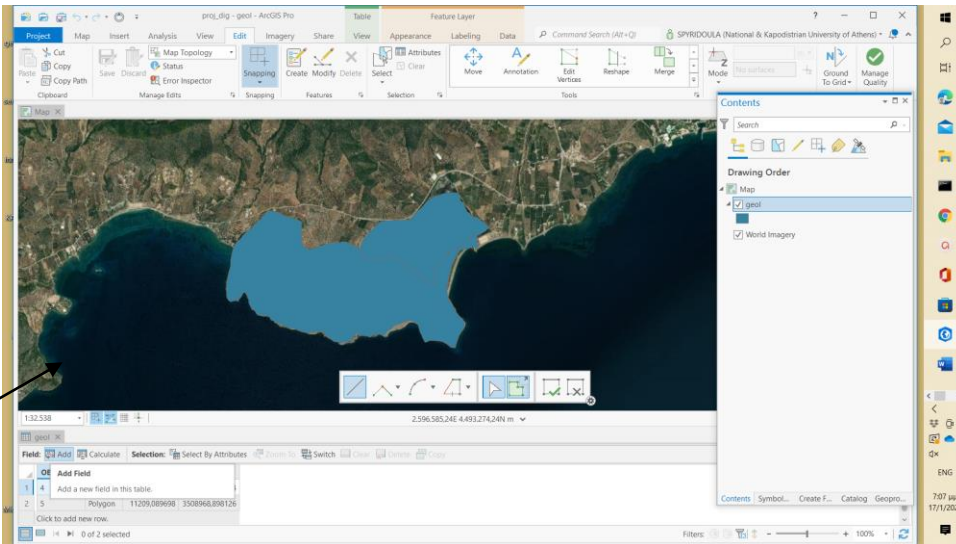 proj_dig - geol - ArcGIS Pro
Table
Feature Layer
Project Map Insert Analysis View Edit Imagery Share View Appearance Labeling Data Command Search (Alt+Q) SPYRIDOULA (National & Kapodistrian University of Athens)
Cut
Copy
Copy Path
Paste
Save
Discard
Map Topology
Status
Error Inspector
Snapping
Create
Modify
Delete
Select
Attributes
Clear
Move
Annotation
Edit Vertices
Reshape
Merge
Mode
No surfaces
Ground To Grid
Manage Quality
Clipboard Manage Edits Snapping Features Selection Tools
Map
Contents
Search
Drawing Order
Map
geol
World Imagery
1:32.538
2.596.585,24E 4.493.274,24N m
geol
Field: Add Calculate Selection: Select By Attributes Zoom To Switch Clear Delete Copy
Add Field
Add a new field in this table.
1 4
2 5 Polygon 11209,089698 3508968,898126
Click to add new row.
0 of 2 selected
Filters:
100%
Contents Symbol... Create F... Catalog Geopro...
ENG
7:07 μμ
17/1/202